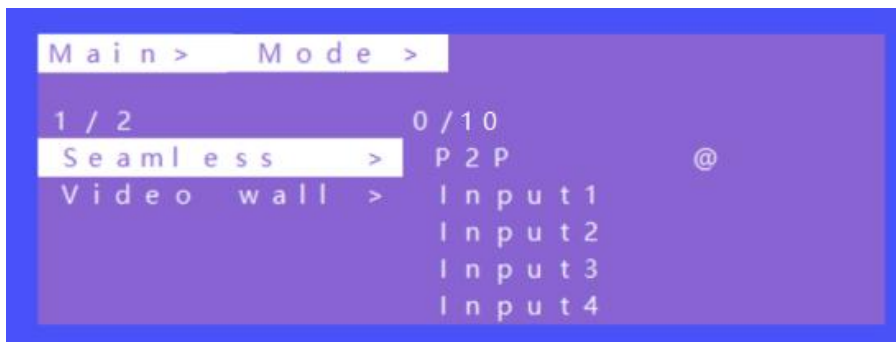 Main> Mode >
1/2 0/10
Seamless > P2P @
Video wall > Input1
Input2
Input3
Input4